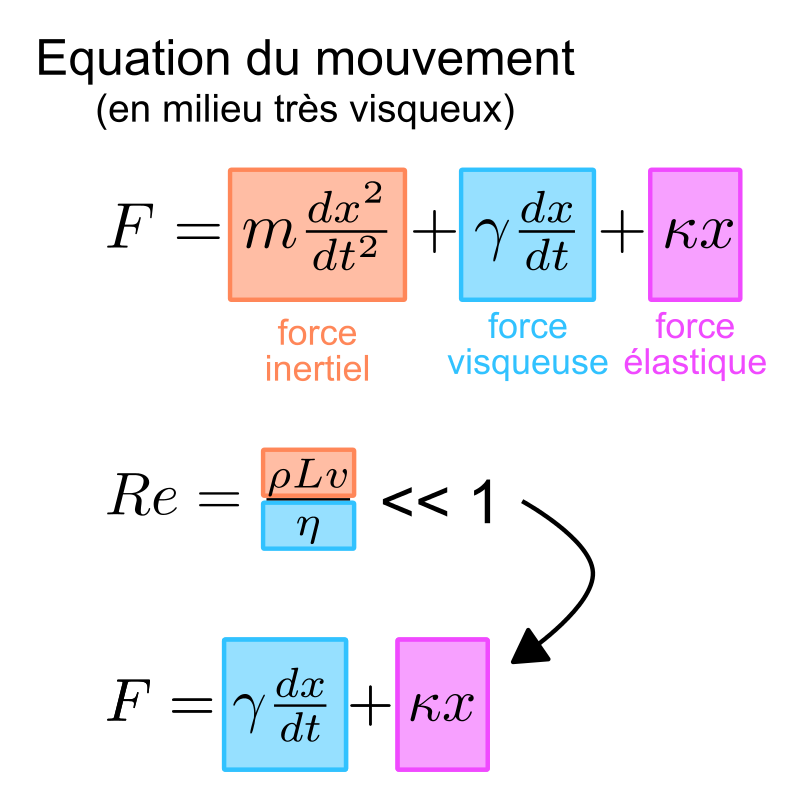 Equation du mouvement
(en milieu très visqueux)
F = m dx²/dt² + γ dx/dt + κx
force inertiel
force visqueuse
force élastique
Re = ρLv/η << 1
F = γ dx/dt + κx